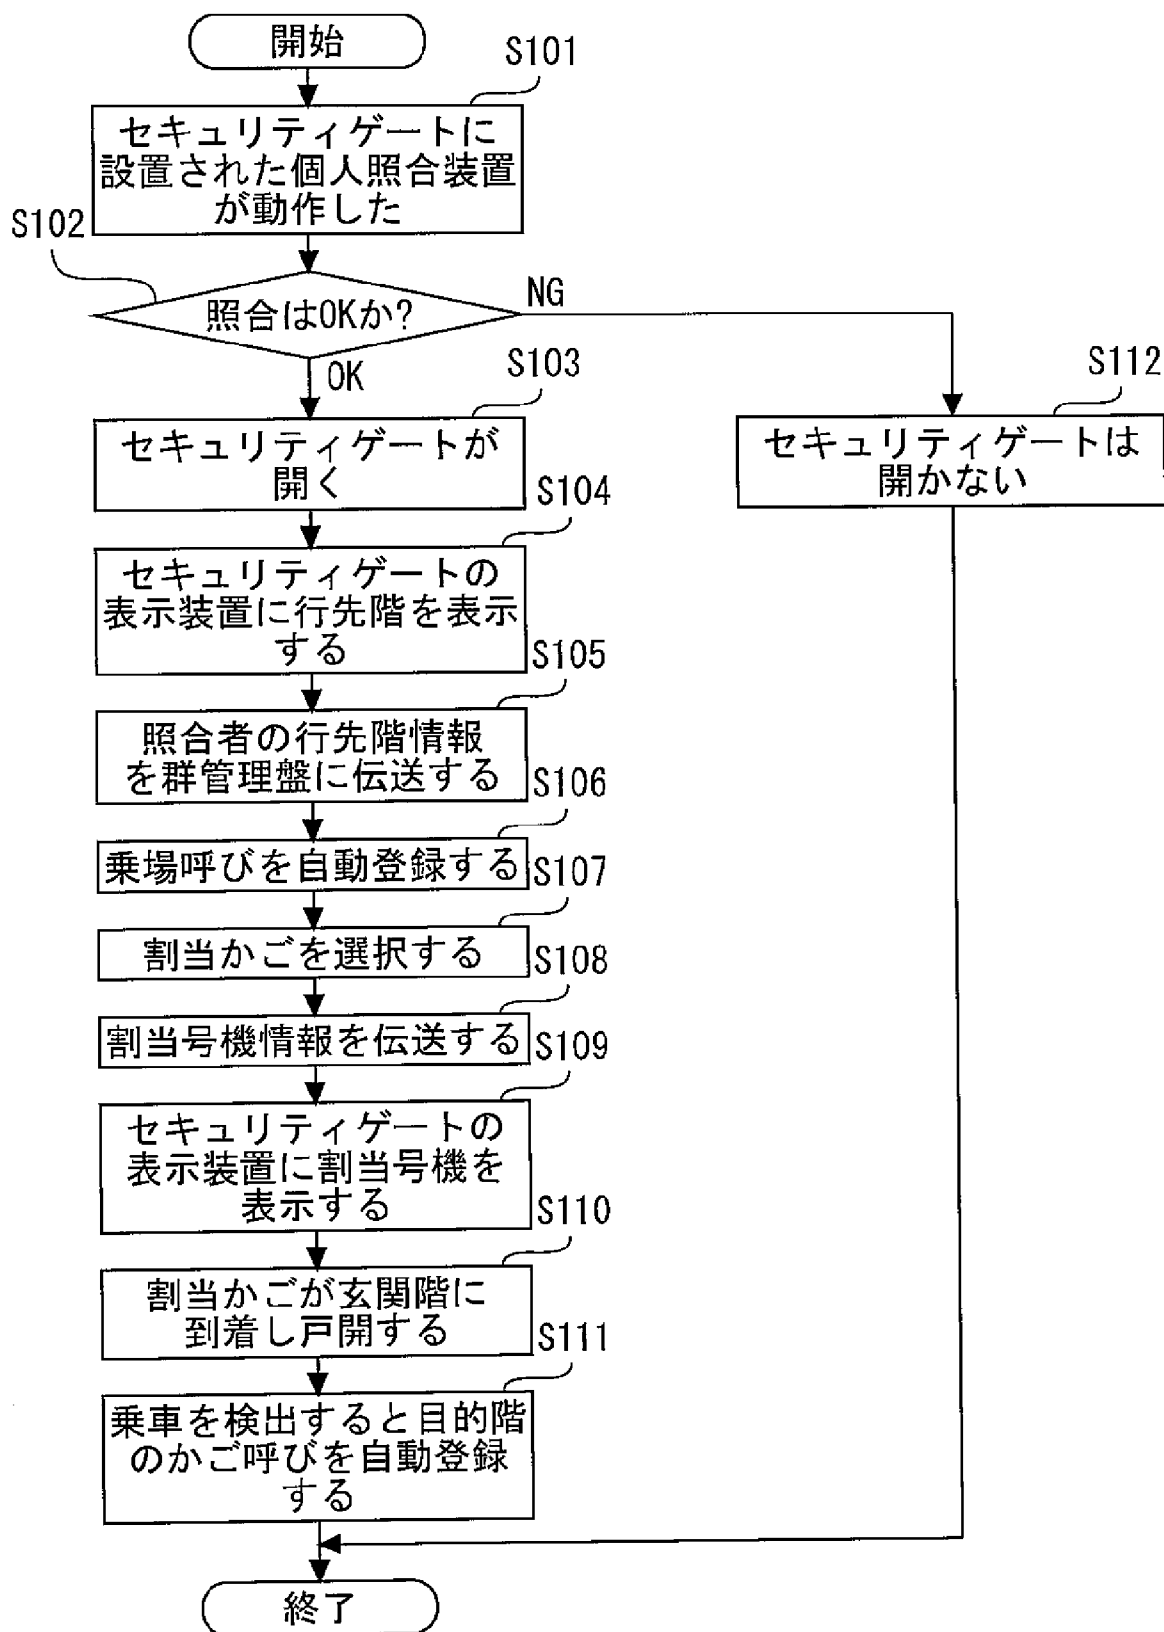 開始
S101
セキュリティゲートに
設置された個人照合装置
が動作した
S102
照合はOKか?
NG
OK
S103
セキュリティゲートが
開く
S112
セキュリティゲートは
開かない
S104
セキュリティゲートの
表示装置に行先階を表示
する
S105
照合者の行先階情報
を群管理盤に伝送する
S106
乗場呼びを自動登録する
S107
割当かごを選択する
S108
割当号機情報を伝送する
S109
セキュリティゲートの
表示装置に割当号機を
表示する
S110
割当かごが玄関階に
到着し戸開する
S111
乗車を検出すると目的階
のかご呼びを自動登録
する
終了